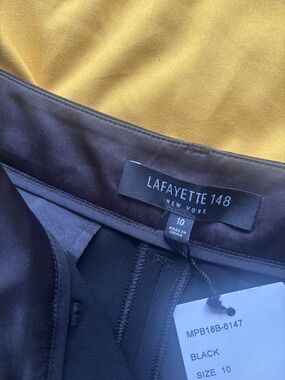 LAFAYETTE 148
NEW YORK
10
MADE IN
CHINA
MPB18B-6147
BLACK
SIZE 10